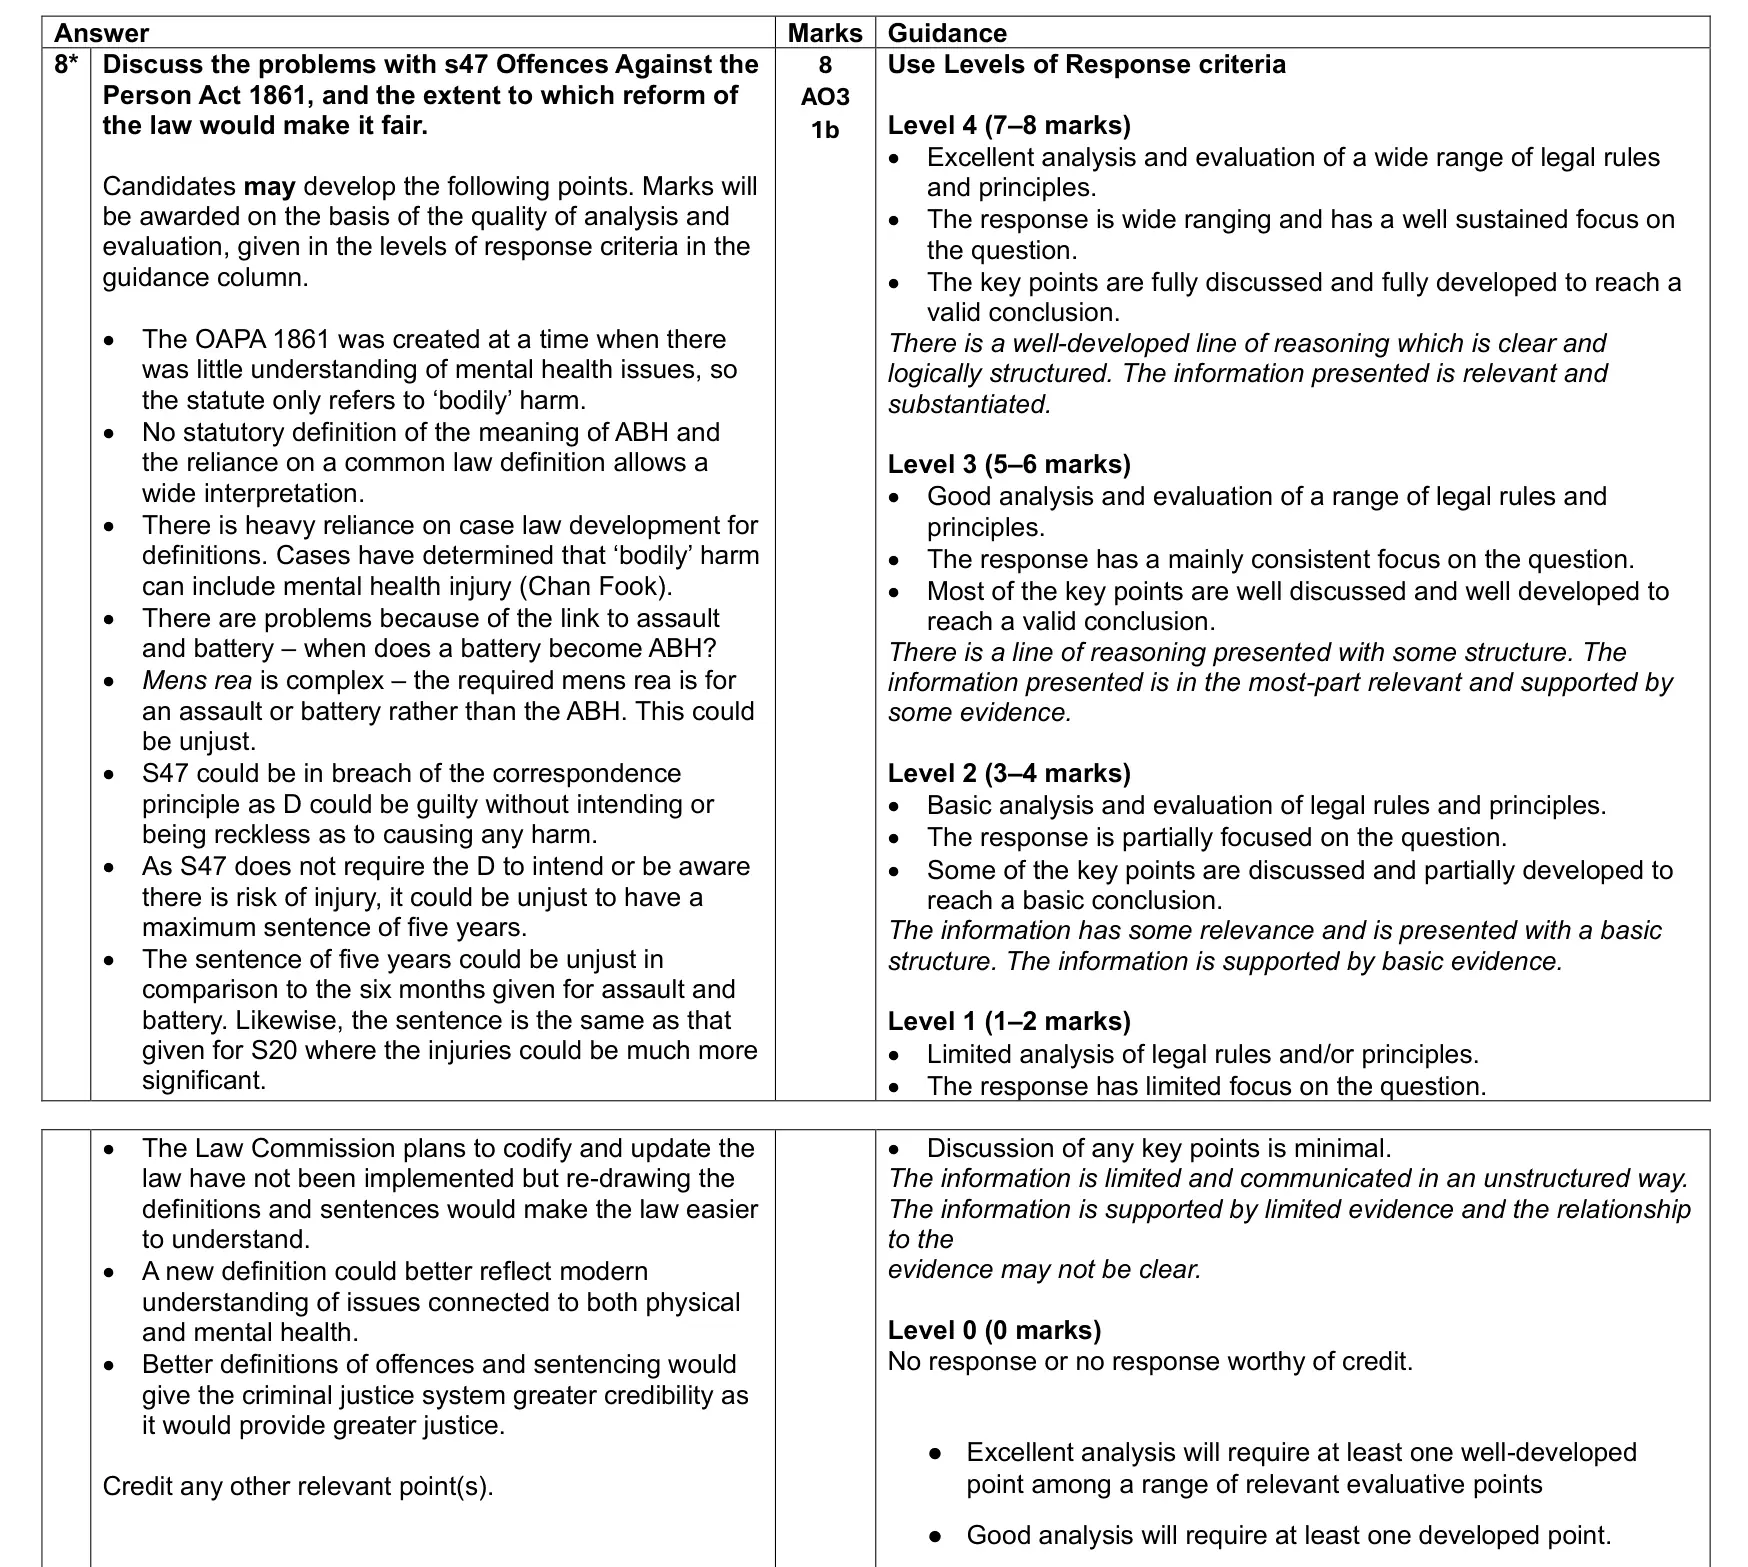 Answer
Marks
Guidance
8*
Discuss the problems with s47 Offences Against the
Person Act 1861, and the extent to which reform of
the law would make it fair.
Candidates may develop the following points. Marks will
be awarded on the basis of the quality of analysis and
evaluation, given in the levels of response criteria in the
guidance column.
• The OAPA 1861 was created at a time when there
was little understanding of mental health issues, so
the statute only refers to ‘bodily’ harm.
• No statutory definition of the meaning of ABH and
the reliance on a common law definition allows a
wide interpretation.
• There is heavy reliance on case law development for
definitions. Cases have determined that ‘bodily’ harm
can include mental health injury (Chan Fook).
• There are problems because of the link to assault
and battery – when does a battery become ABH?
• Mens rea is complex – the required mens rea is for
an assault or battery rather than the ABH. This could
be unjust.
• S47 could be in breach of the correspondence
principle as D could be guilty without intending or
being reckless as to causing any harm.
• As S47 does not require the D to intend or be aware
there is risk of injury, it could be unjust to have a
maximum sentence of five years.
• The sentence of five years could be unjust in
comparison to the six months given for assault and
battery. Likewise, the sentence is the same as that
given for S20 where the injuries could be much more
significant.
8
AO3
1b
Use Levels of Response criteria
Level 4 (7–8 marks)
• Excellent analysis and evaluation of a wide range of legal rules
and principles.
• The response is wide ranging and has a well sustained focus on
the question.
• The key points are fully discussed and fully developed to reach a
valid conclusion.
There is a well-developed line of reasoning which is clear and
logically structured. The information presented is relevant and
substantiated.
Level 3 (5–6 marks)
• Good analysis and evaluation of a range of legal rules and
principles.
• The response has a mainly consistent focus on the question.
• Most of the key points are well discussed and well developed to
reach a valid conclusion.
There is a line of reasoning presented with some structure. The
information presented is in the most-part relevant and supported by
some evidence.
Level 2 (3–4 marks)
• Basic analysis and evaluation of legal rules and principles.
• The response is partially focused on the question.
• Some of the key points are discussed and partially developed to
reach a basic conclusion.
The information has some relevance and is presented with a basic
structure. The information is supported by basic evidence.
Level 1 (1–2 marks)
• Limited analysis of legal rules and/or principles.
• The response has limited focus on the question.
• The Law Commission plans to codify and update the
law have not been implemented but re-drawing the
definitions and sentences would make the law easier
to understand.
• A new definition could better reflect modern
understanding of issues connected to both physical
and mental health.
• Better definitions of offences and sentencing would
give the criminal justice system greater credibility as
it would provide greater justice.
Credit any other relevant point(s).
• Discussion of any key points is minimal.
The information is limited and communicated in an unstructured way.
The information is supported by limited evidence and the relationship
to the
evidence may not be clear.
Level 0 (0 marks)
No response or no response worthy of credit.
• Excellent analysis will require at least one well-developed
point among a range of relevant evaluative points
• Good analysis will require at least one developed point.